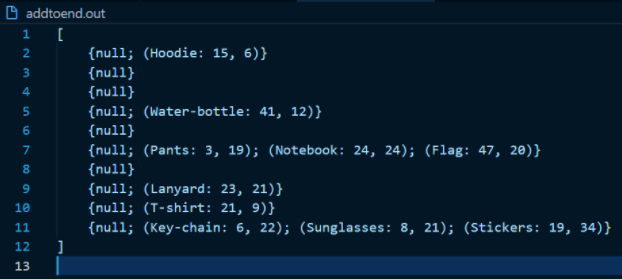 addtoend.out
1 [
2 {null; (Hoodie: 15, 6)}
3 {null}
4 {null}
5 {null; (Water-bottle: 41, 12)}
6 {null}
7 {null; (Pants: 3, 19); (Notebook: 24, 24); (Flag: 47, 20)}
8 {null}
9 {null; (Lanyard: 23, 21)}
10 {null; (T-shirt: 21, 9)}
11 {null; (Key-chain: 6, 22); (Sunglasses: 8, 21); (Stickers: 19, 34)}
12 ]
13